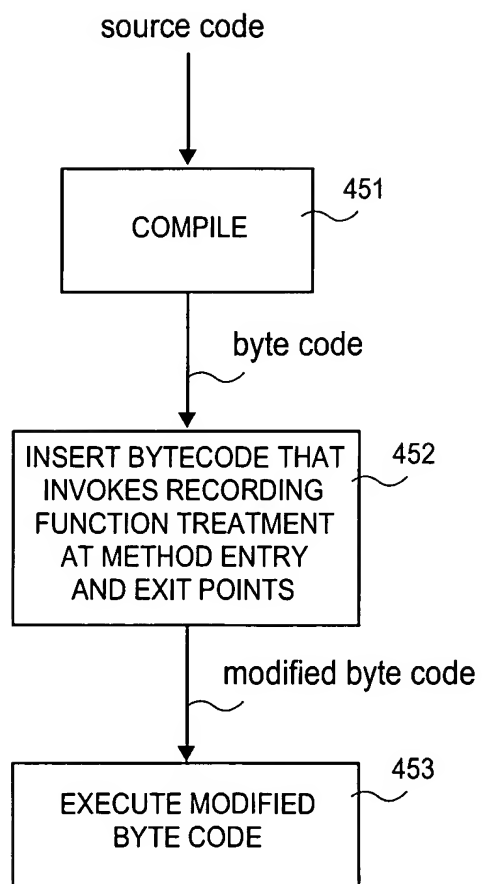 source code
451
COMPILE
byte code
452
INSERT BYTECODE THAT
INVOKES RECORDING
FUNCTION TREATMENT
AT METHOD ENTRY
AND EXIT POINTS
modified byte code
453
EXECUTE MODIFIED
BYTE CODE